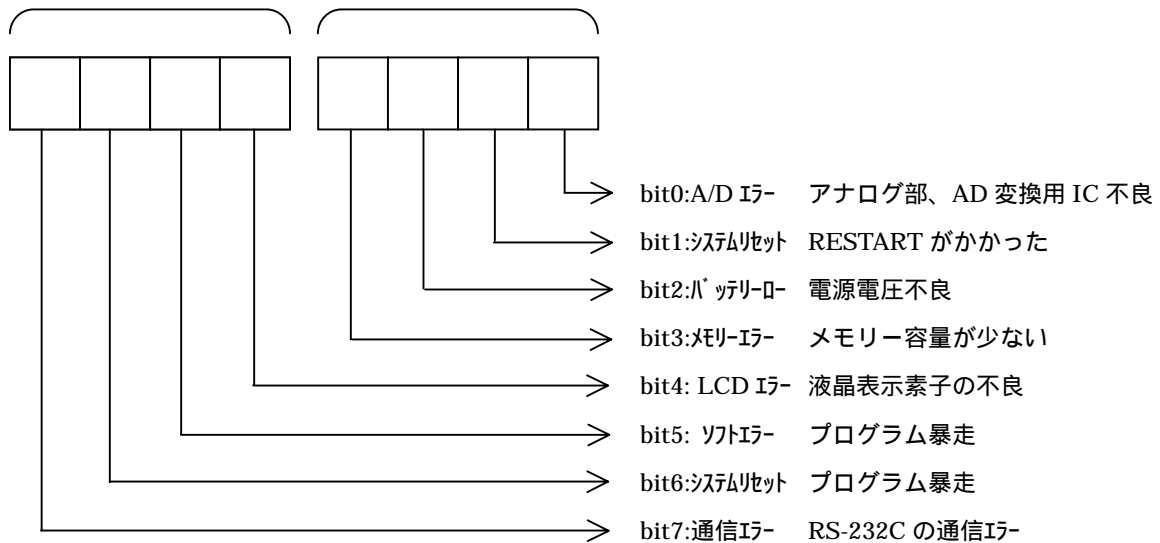 bit0:A/D エラー アナログ部、AD 変換用 IC 不良
bit1:システムリセット RESTART がかかった
bit2:バッテリーロー 電源電圧不良
bit3:メモリーエラー メモリー容量が少ない
bit4: LCD エラー 液晶表示素子の不良
bit5: ソフトエラー プログラム暴走
bit6:システムリセット プログラム暴走
bit7:通信エラー RS-232C の通信エラー